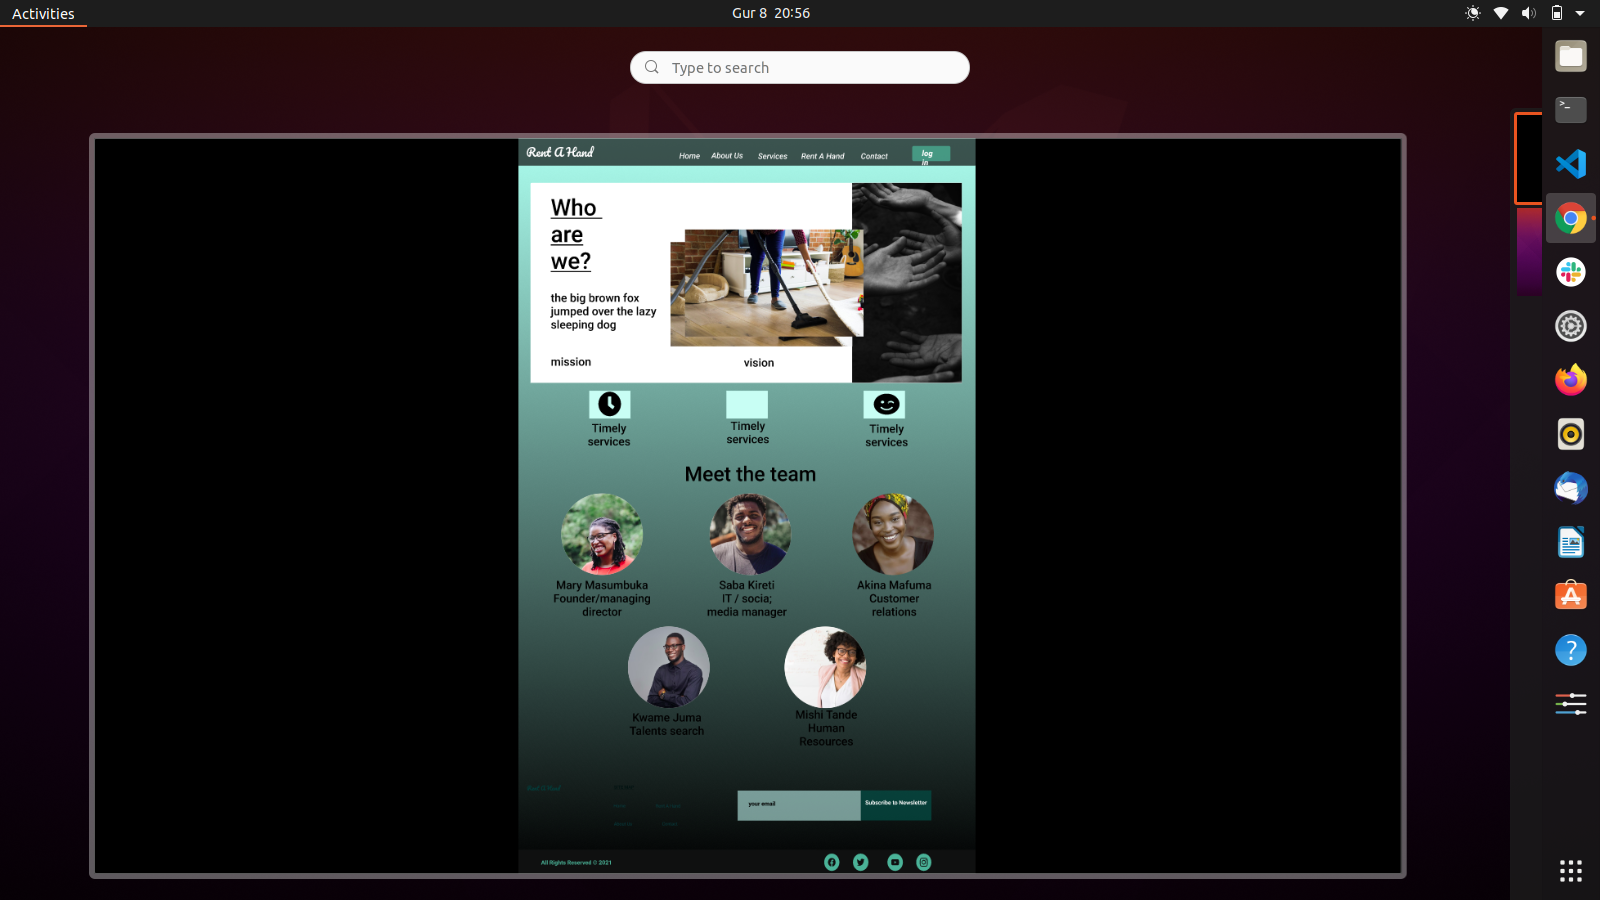 Activities
Gur 8 20:56
Type to search
Rent A Hand
Home About Us Services Rent A Hand Contact
log
in
Who
are
we?
the big brown fox
jumped over the lazy
sleeping dog
mission
vision
Timely
services
Timely
services
Timely
services
Meet the team
Mary Masumbuka
Founder/managing
director
Saba Kireti
IT / socia;
media manager
Akina Mafuma
Customer
relations
Kwame Juma
Talents search
Mishi Tande
Human
Resources
Rent A Hand
your email
Subscribe to Newsletter
All Rights Reserved © 2021